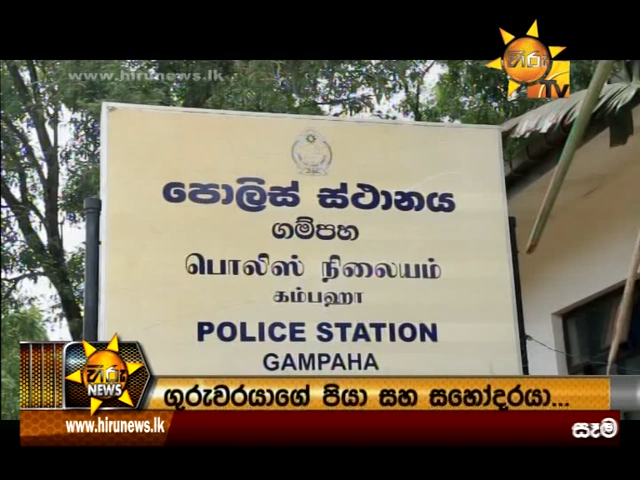 www.hirunews.lk
හිරු
TV
පොලිස් ස්ථානය
ගම්පහ
பொலிஸ் நிலையம்
கம்பஹா
POLICE STATION
GAMPAHA
හිරු
NEWS
ගුරුවරයාගේ පියා සහ සහෝදරයා...
www.hirunews.lk
සෑම